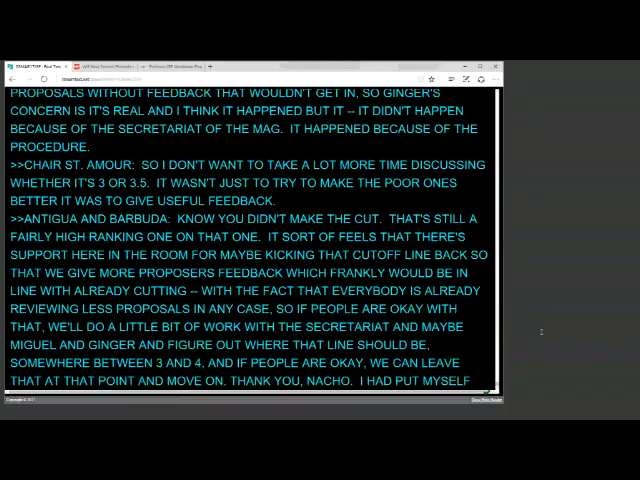 PROPOSALS WITHOUT FEEDBACK THAT WOULDN'T GET IN, SO GINGER'S
CONCERN IS IT'S REAL AND I THINK IT HAPPENED BUT IT -- IT DIDN'T HAPPEN
BECAUSE OF THE SECRETARIAT OF THE MAG.  IT HAPPENED BECAUSE OF THE
PROCEDURE.
>>CHAIR ST. AMOUR:  SO I DON'T WANT TO TAKE A LOT MORE TIME DISCUSSING
WHETHER IT'S 3 OR 3.5.  IT WASN'T JUST TO TRY TO MAKE THE POOR ONES
BETTER IT WAS TO GIVE USEFUL FEEDBACK.
>>ANTIGUA AND BARBUDA:  KNOW YOU DIDN'T MAKE THE CUT.  THAT'S STILL A
FAIRLY HIGH RANKING ONE ON THAT ONE.  IT SORT OF FEELS THAT THERE'S
SUPPORT HERE IN THE ROOM FOR MAYBE KICKING THAT CUTOFF LINE BACK SO
THAT WE GIVE MORE PROPOSERS FEEDBACK WHICH FRANKLY WOULD BE IN
LINE WITH ALREADY CUTTING -- WITH THE FACT THAT EVERYBODY IS ALREADY
REVIEWING LESS PROPOSALS IN ANY CASE, SO IF PEOPLE ARE OKAY WITH
THAT, WE'LL DO A LITTLE BIT OF WORK WITH THE SECRETARIAT AND MAYBE
MIGUEL AND GINGER AND FIGURE OUT WHERE THAT LINE SHOULD BE,
SOMEWHERE BETWEEN 3 AND 4, AND IF PEOPLE ARE OKAY, WE CAN LEAVE
THAT AT THAT POINT AND MOVE ON. THANK YOU, NACHO.  I HAD PUT MYSELF